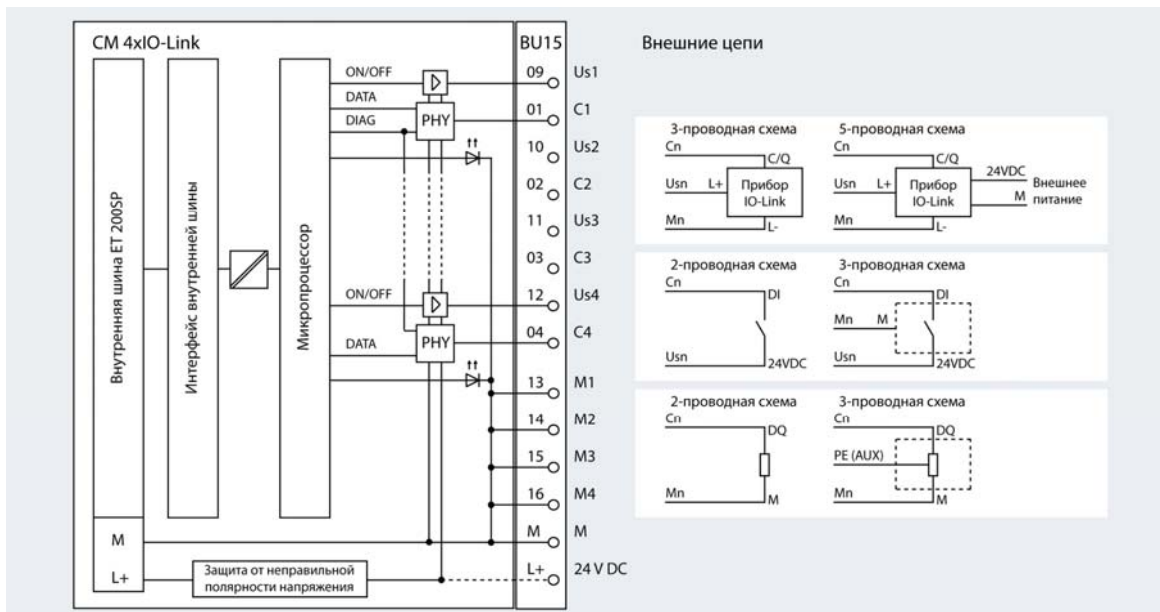 CM 4xIO-Link
BU15
Внешние цепи
Внутренняя шина ET 200SP
Интерфейс внутренней шины
Микропроцессор
ON/OFF
DATA
DIAG
PHY
ON/OFF
DATA
PHY
09 Us1
01 C1
10 Us2
02 C2
11 Us3
03 C3
12 Us4
04 C4
13 M1
14 M2
15 M3
16 M4
M M
L+ 24 V DC
M
L+
Защита от неправильной
полярности напряжения
3-проводная схема
Cn
C/Q
Usn L+
Прибор
IO-Link
Mn
L-
5-проводная схема
Cn
C/Q
Usn L+
Прибор
IO-Link
Mn
L-
24VDC
M
Внешнее
питание
2-проводная схема
Cn
DI
Usn
24VDC
3-проводная схема
Cn
DI
Mn M
Usn
24VDC
2-проводная схема
Cn
DQ
Mn
M
3-проводная схема
Cn
DQ
PE (AUX)
Mn
M